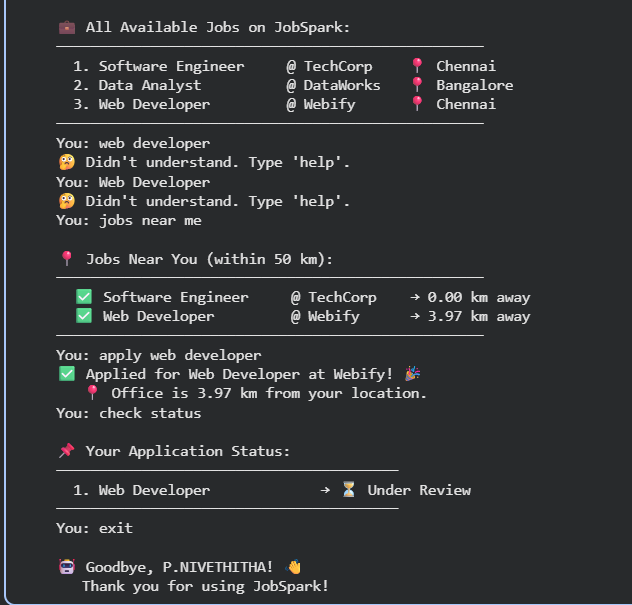 💼 All Available Jobs on JobSpark:
1. Software Engineer @ TechCorp 📍 Chennai
2. Data Analyst @ DataWorks 📍 Bangalore
3. Web Developer @ Webify 📍 Chennai
You: web developer
🤔 Didn't understand. Type 'help'.
You: Web Developer
🤔 Didn't understand. Type 'help'.
You: jobs near me
📍 Jobs Near You (within 50 km):
✅ Software Engineer @ TechCorp → 0.00 km away
✅ Web Developer @ Webify → 3.97 km away
You: apply web developer
✅ Applied for Web Developer at Webify! 🎉
📍 Office is 3.97 km from your location.
You: check status
📌 Your Application Status:
1. Web Developer → ⏳ Under Review
You: exit
🤖 Goodbye, P.NIVETHITHA! 👋
Thank you for using JobSpark!